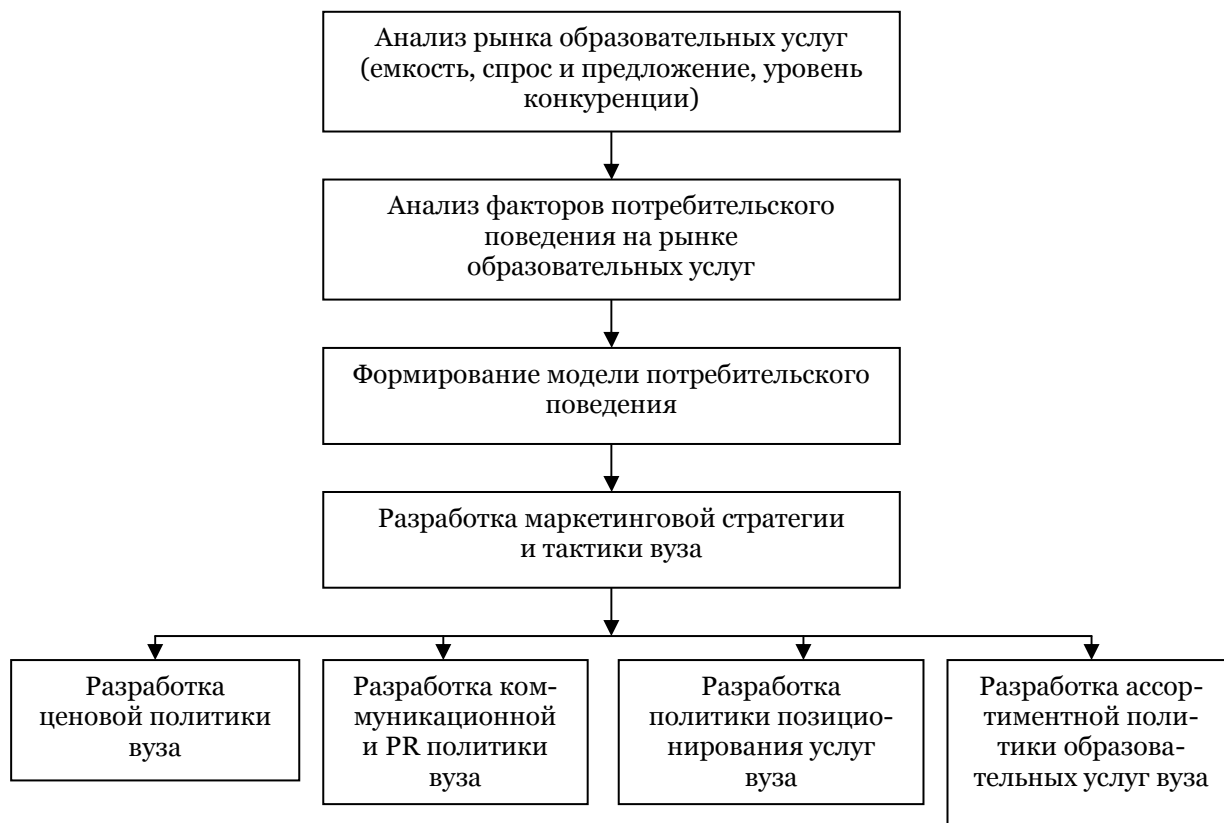 Анализ рынка образовательных услуг
(емкость, спрос и предложение, уровень
конкуренции)
Анализ факторов потребительского
поведения на рынке
образовательных услуг
Формирование модели потребительского
поведения
Разработка маркетинговой стратегии
и тактики вуза
Разработка
ценовой политики
вуза
Разработка ком-
муникационной
и PR политики
вуза
Разработка
политики позицио-
нирования услуг
вуза
Разработка ассор-
тиментной поли-
тики образова-
тельных услуг вуза